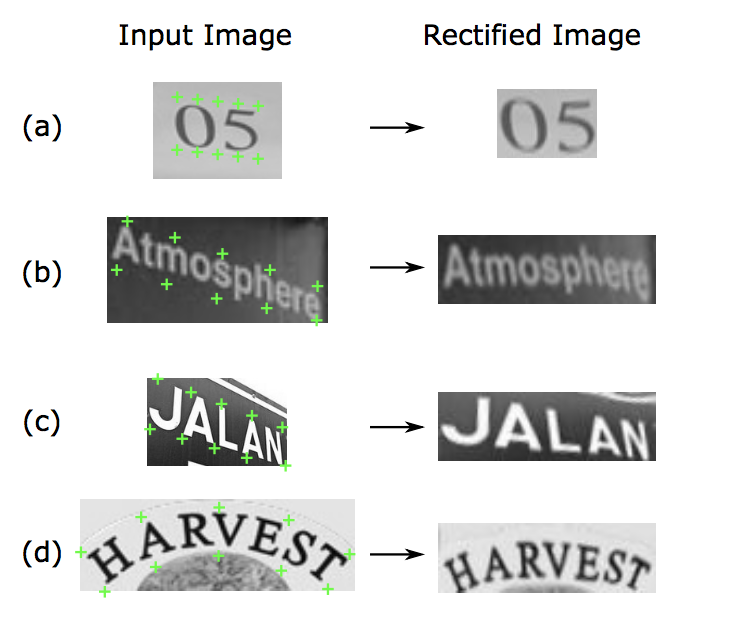 Input Image Rectified Image
(a) 05 05
(b) Atmosphere Atmosphere
(c) JALAN JALAN
(d) HARVEST HARVEST